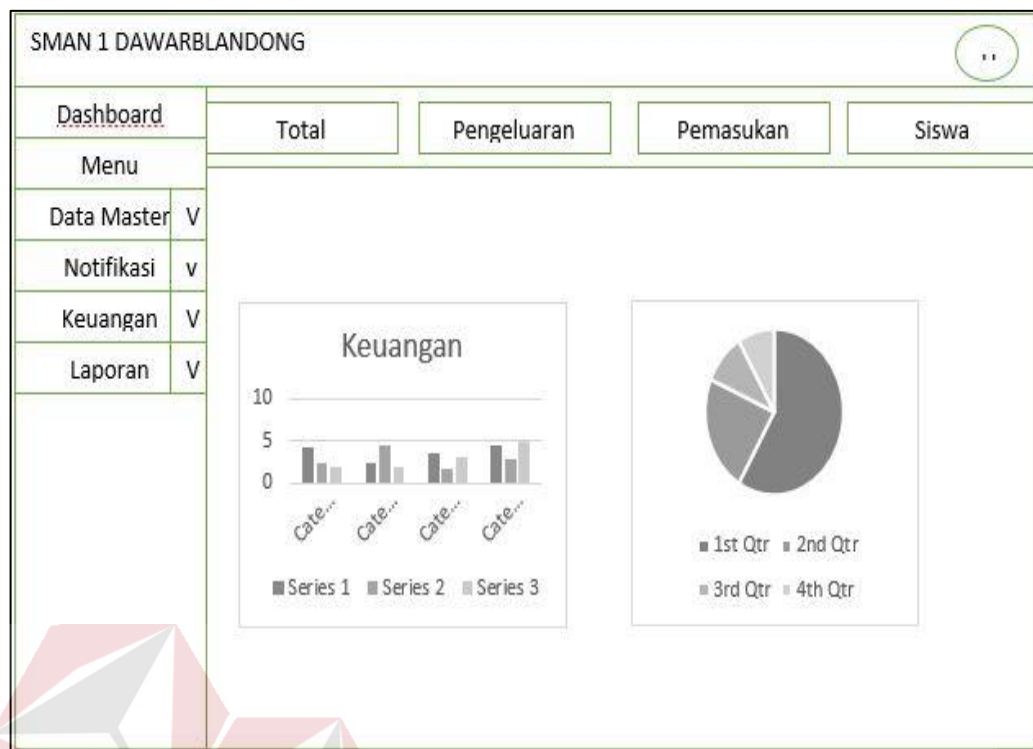 SMAN 1 DAWARBLANDONG
Dashboard
Menu
Data Master V
Notifikasi v
Keuangan V
Laporan V
Total Pengeluaran Pemasukan Siswa
Keuangan
10
5
0
Cate... Cate... Cate... Cate...
Series 1 Series 2 Series 3
1st Qtr 2nd Qtr
3rd Qtr 4th Qtr